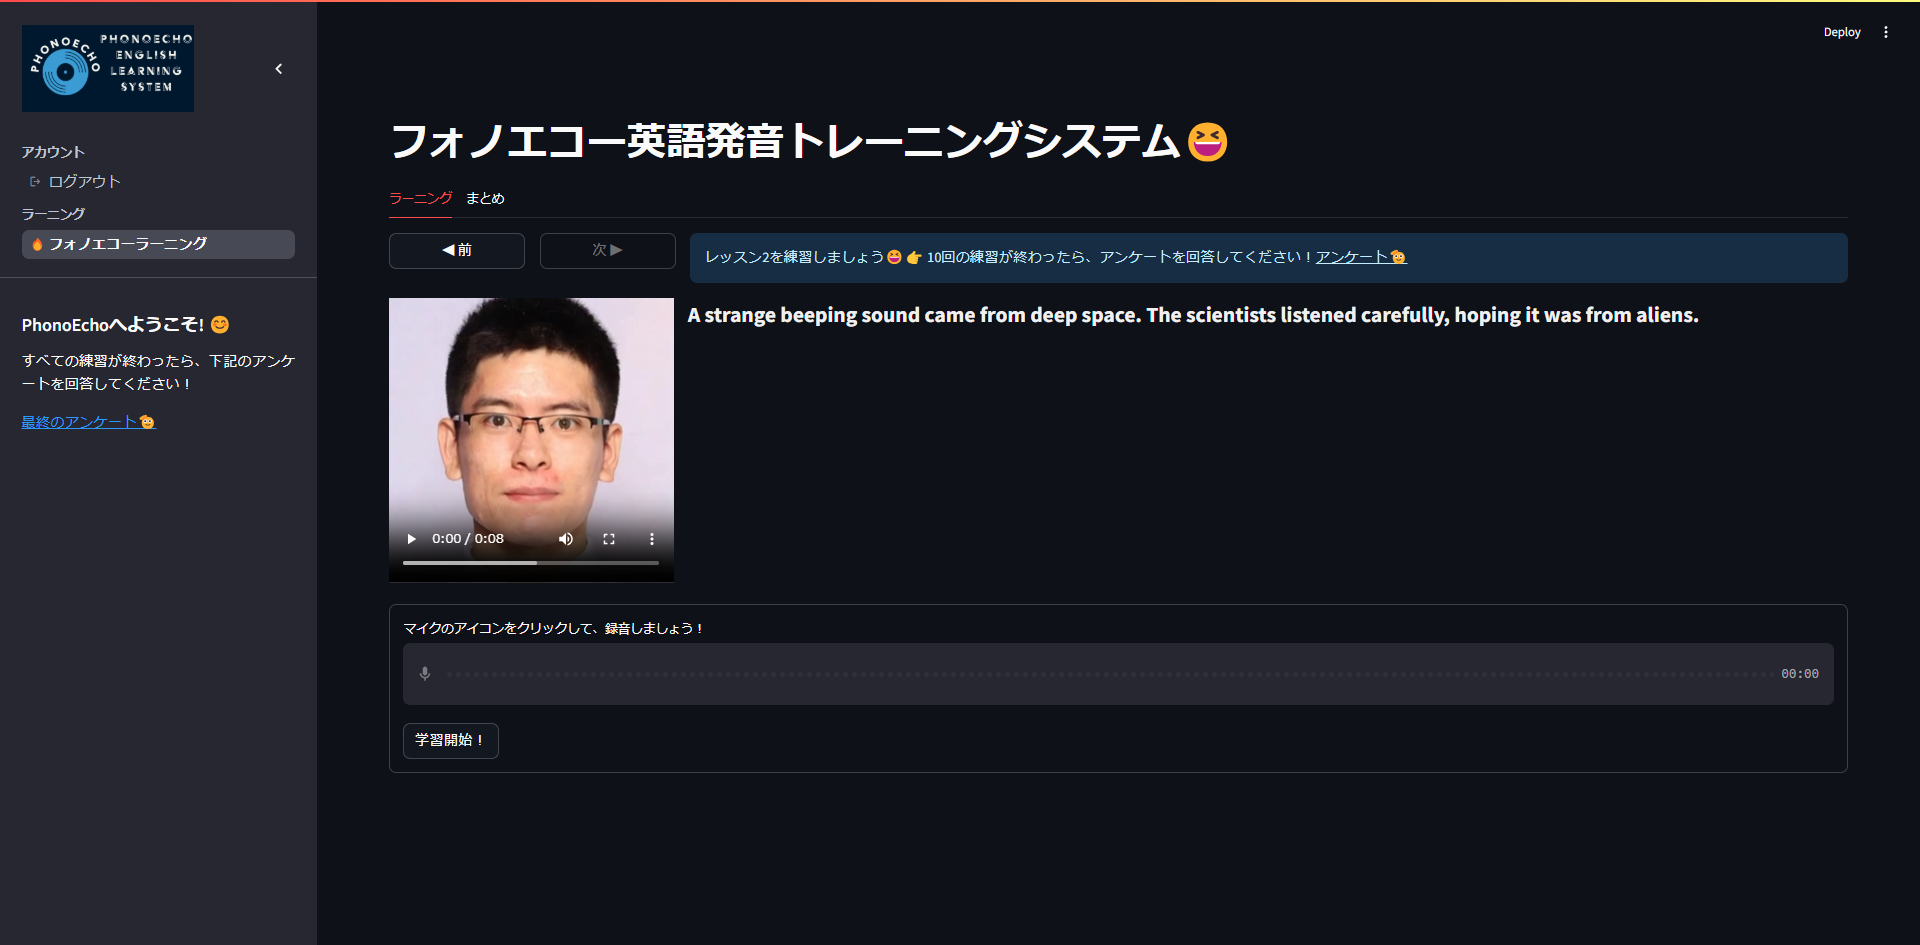 PHONOECHO
PHONOECHO
ENGLISH
LEARNING
SYSTEM
アカウント
ログアウト
ラーニング
🔥 フォノエコーラーニング
PhonoEchoへようこそ! 😊
すべての練習が終わったら、下記のアンケ
ートを回答してください！
最終のアンケート🙋
Deploy
フォノエコー英語発音トレーニングシステム😆
ラーニング まとめ
◀ 前 次 ▶
レッスン2を練習しましょう😆 👉 10回の練習が終わったら、アンケートを回答してください！アンケート🙋
A strange beeping sound came from deep space. The scientists listened carefully, hoping it was from aliens.
0:00 / 0:08
マイクのアイコンをクリックして、録音しましょう！
00:00
学習開始！